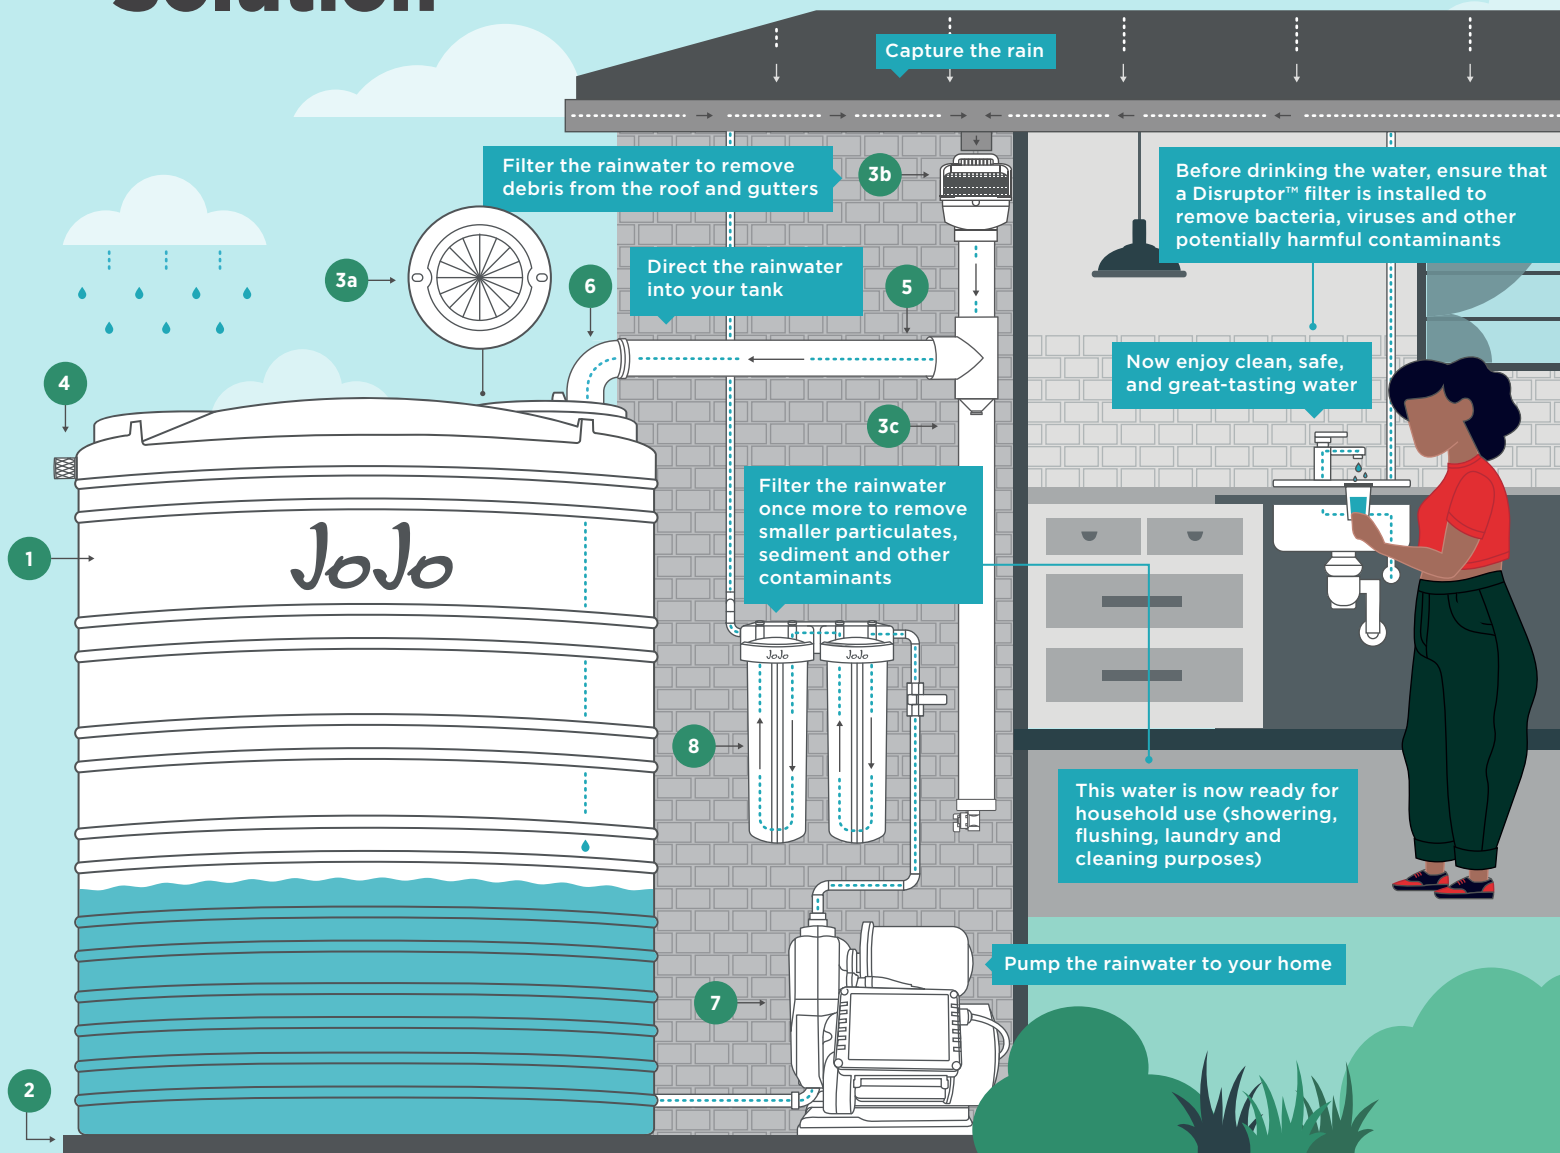 Solution
Capture the rain
Filter the rainwater to remove
debris from the roof and gutters
3b
Before drinking the water, ensure that
a Disruptor™ filter is installed to
remove bacteria, viruses and other
potentially harmful contaminants
3a
6
Direct the rainwater
into your tank
5
4
Now enjoy clean, safe,
and great-tasting water
3c
Filter the rainwater
once more to remove
smaller particulates,
sediment and other
contaminants
1
JoJo
JoJo
JoJo
8
This water is now ready for
household use (showering,
flushing, laundry and
cleaning purposes)
Pump the rainwater to your home
7
2